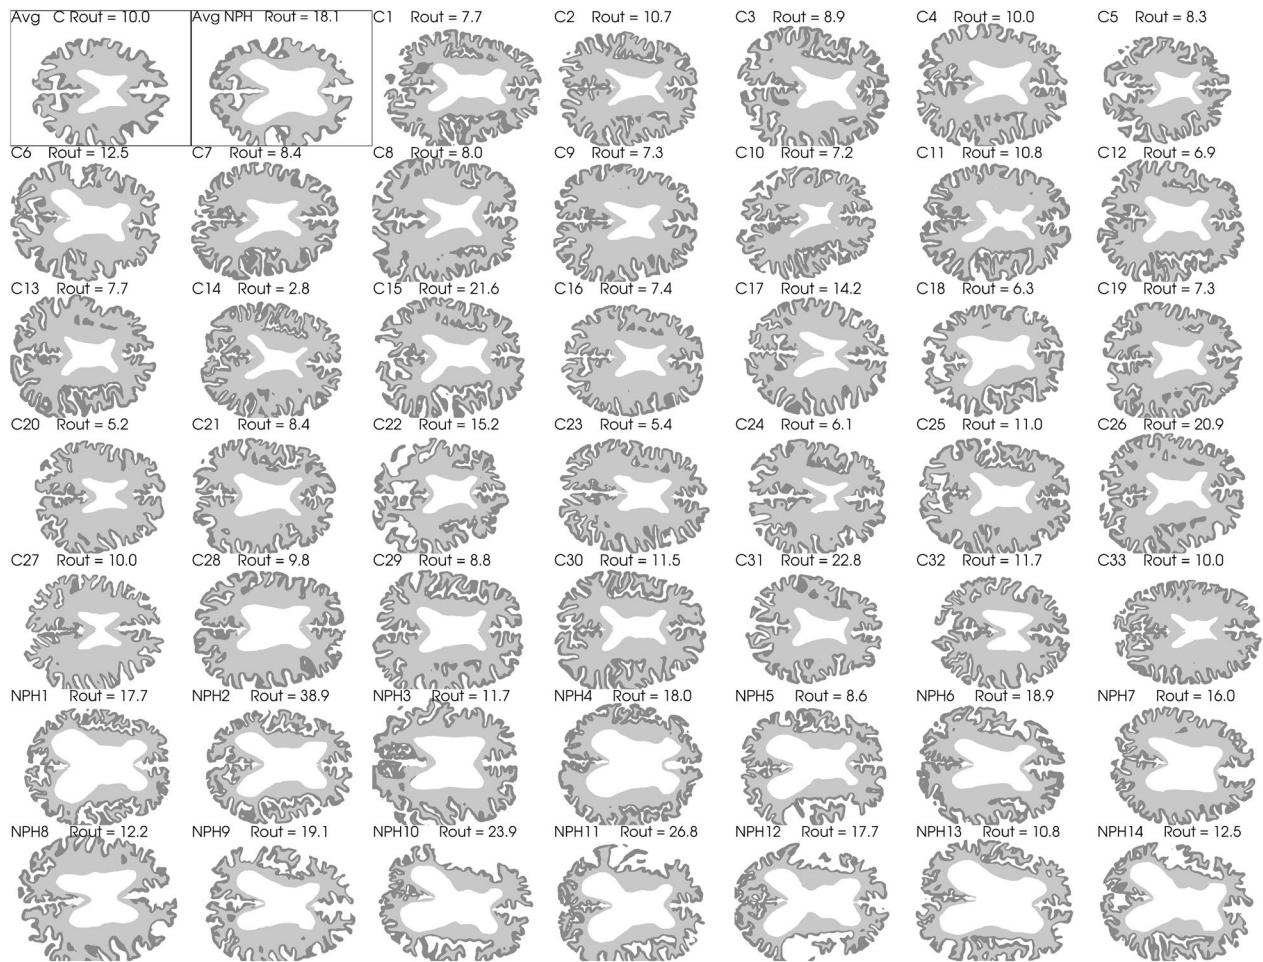 Avg C Rout = 10.0 Avg NPH Rout = 18.1 C1 Rout = 7.7 C2 Rout = 10.7 C3 Rout = 8.9 C4 Rout = 10.0 C5 Rout = 8.3
C6 Rout = 12.5 C7 Rout = 8.4 C8 Rout = 8.0 C9 Rout = 7.3 C10 Rout = 7.2 C11 Rout = 10.8 C12 Rout = 6.9
C13 Rout = 7.7 C14 Rout = 2.8 C15 Rout = 21.6 C16 Rout = 7.4 C17 Rout = 14.2 C18 Rout = 6.3 C19 Rout = 7.3
C20 Rout = 5.2 C21 Rout = 8.4 C22 Rout = 15.2 C23 Rout = 5.4 C24 Rout = 6.1 C25 Rout = 11.0 C26 Rout = 20.9
C27 Rout = 10.0 C28 Rout = 9.8 C29 Rout = 8.8 C30 Rout = 11.5 C31 Rout = 22.8 C32 Rout = 11.7 C33 Rout = 10.0
NPH1 Rout = 17.7 NPH2 Rout = 38.9 NPH3 Rout = 11.7 NPH4 Rout = 18.0 NPH5 Rout = 8.6 NPH6 Rout = 18.9 NPH7 Rout = 16.0
NPH8 Rout = 12.2 NPH9 Rout = 19.1 NPH10 Rout = 23.9 NPH11 Rout = 26.8 NPH12 Rout = 17.7 NPH13 Rout = 10.8 NPH14 Rout = 12.5